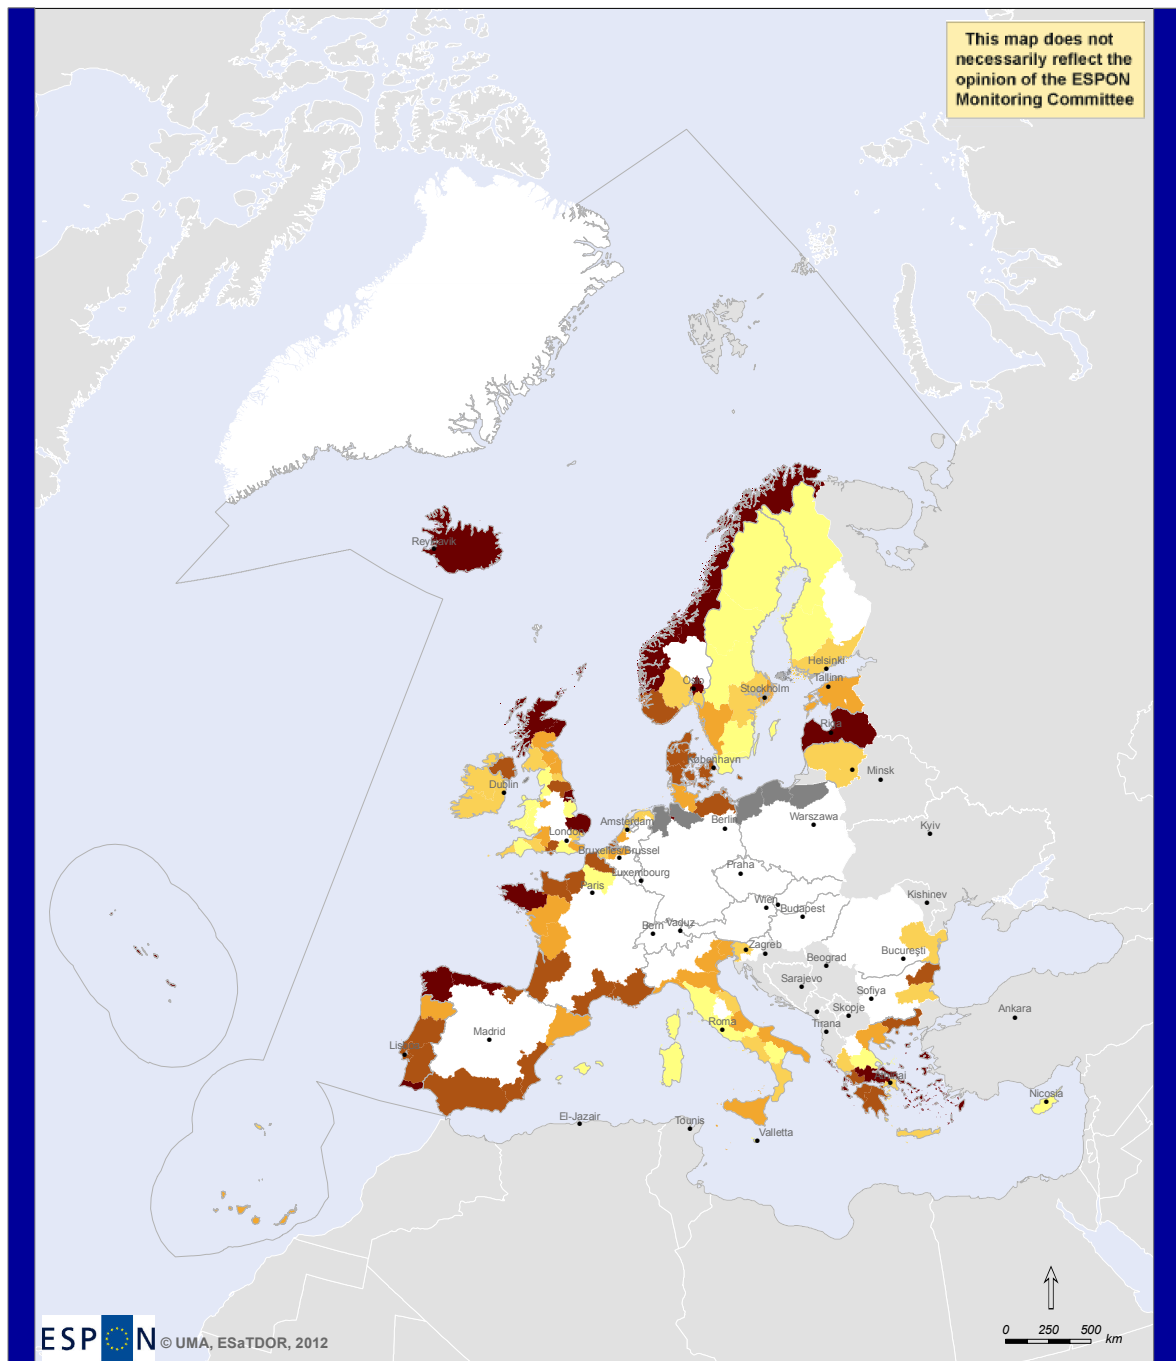 This map does not
necessarily reflect the
opinion of the ESPON
Monitoring Committee
Reykjavik
Helsinki
Tallinn
Oslo
Stockholm
Riga
København
Minsk
Dublin
Amsterdam
Berlin
Warszawa
London
Kyiv
Bruxelles/Brussel
Luxembourg
Praha
Paris
Kishinev
Wien
Budapest
Bern
Vaduz
Zagreb
Bucureşti
Beograd
Sarajevo
Sofiya
Skopje
Ankara
Roma
Tirana
Madrid
Nicosia
El-Jazair
Tounis
Valletta
0 250 500
km
ESPON
© UMA, ESaTDOR, 2012